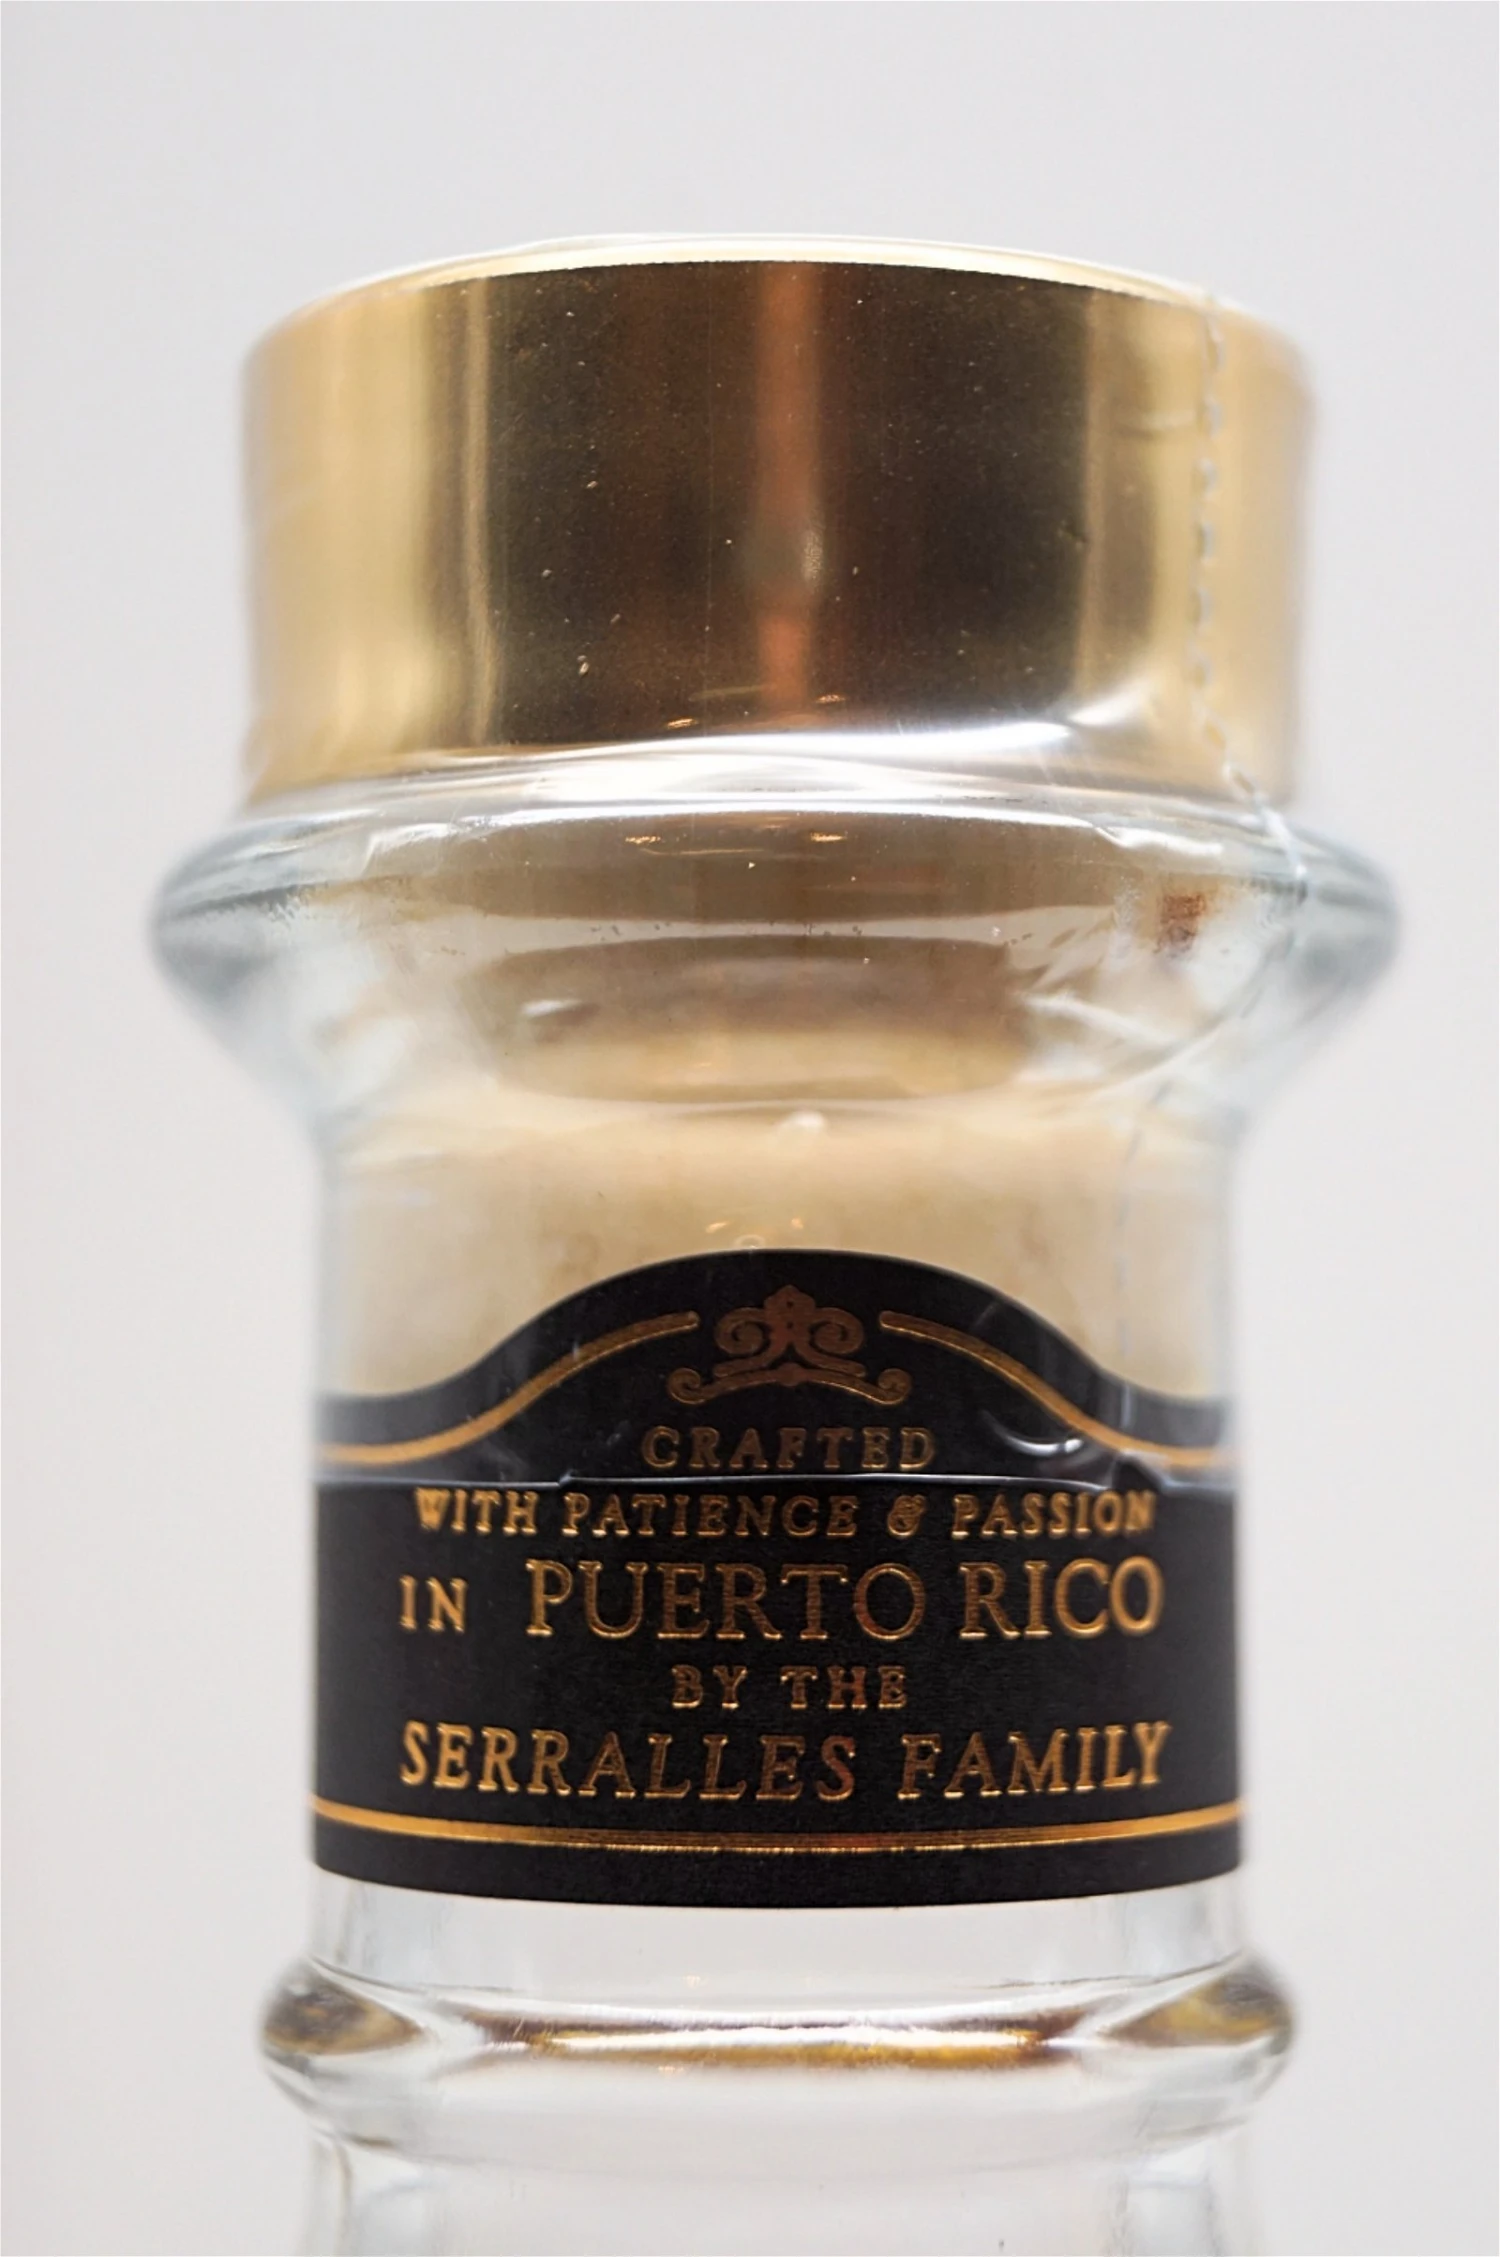 CRAFTED
WITH PATIENCE & PASSION
IN PUERTO RICO
BY THE
SERRALLES FAMILY